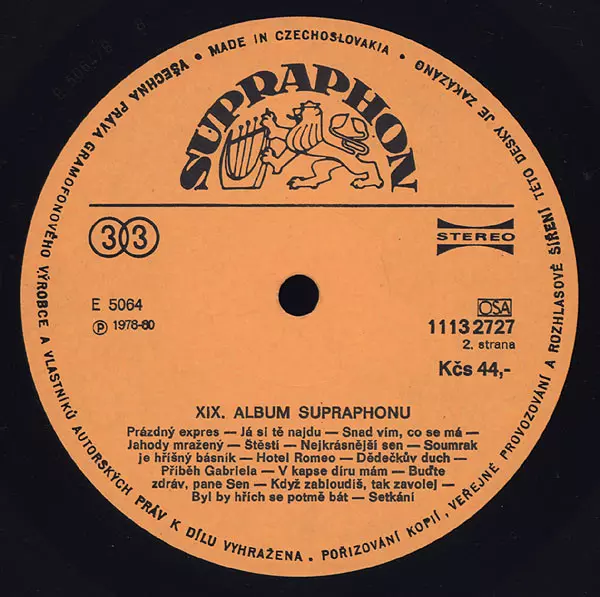 VŠECHNA PRÁVA GRAMOFONOVÉHO VÝROBCE A VLASTNÍKŮ AUTORSKÝCH PRÁV K DÍLU VYHRAŽENA . POŘIZOVÁNÍ KOPIÍ , VEŘEJNÉ PROVOZOVÁNÍ A ROZHLASOVÉ ŠÍŘENÍ TÉTO DESKY JE ZAKÁZÁNO • MADE IN CZECHOSLOVAKIA •
SUPRAPHON
33
STEREO
E 5064
OSA
℗ 1978-80
1113 2727
2. strana
Kčs 44,-
XIX. ALBUM SUPRAPHONU
Prázdný expres — Já si tě najdu — Snad vím, co se má —
Jahody mražený — Štěstí — Nejkrásnější sen — Soumrak
je hříšný básník — Hotel Romeo — Dědečkův duch —
Příběh Gabriela — V kapse díru mám — Buďte
zdráv, pane Sen — Když zabloudíš, tak zavolej —
Byl by hřích se potmě bát — Setkání